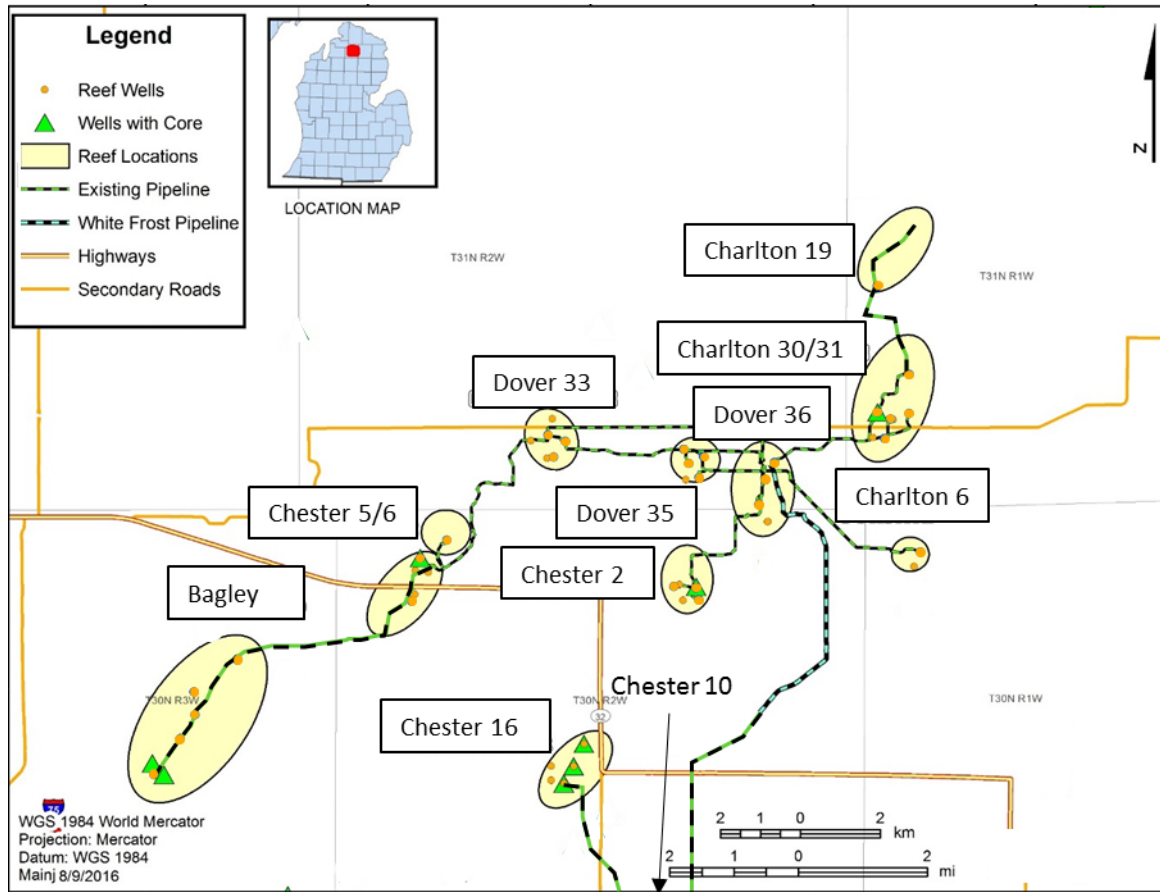 Legend
Reef Wells
Wells with Core
Reef Locations
Existing Pipeline
White Frost Pipeline
Highways
Secondary Roads
LOCATION MAP
N
T31N R2W
T31N R1W
Charlton 19
Charlton 30/31
Dover 33
Dover 36
Charlton 6
Dover 35
Chester 5/6
Chester 2
Bagley
T30N R3W
T30N R2W
T30N R1W
Chester 10
32
Chester 16
75
WGS 1984 World Mercator
Projection: Mercator
Datum: WGS 1984
Mainj 8/9/2016
2 1 0 2
km
2 1 0 2
mi